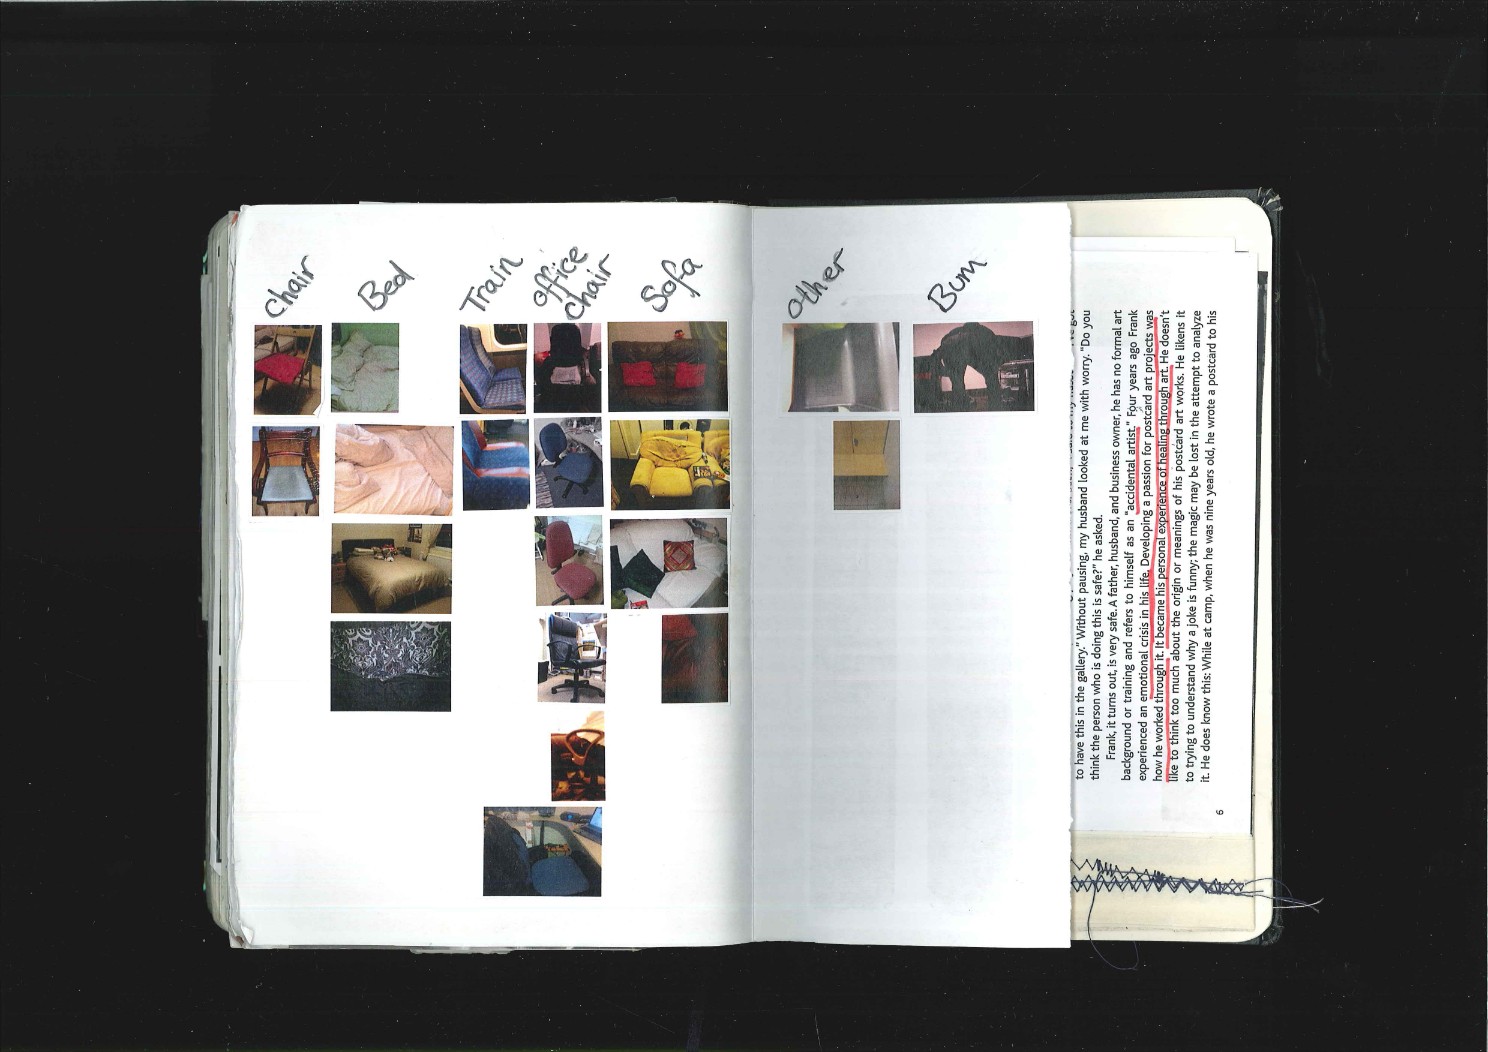 chair
Bed
Train
office
chair
Sofa
other
Bum
to have this in the gallery." Without pausing, my husband looked at me with worry. "Do you
think the person who is doing this is safe?" he asked.
Frank, it turns out, is very safe. A father, husband, and business owner, he has no formal art
background or training and refers to himself as an "accidental artist." Four years ago Frank
experienced an emotional crisis in his life. Developing a passion for postcard art projects was
how he worked through it. It became his personal experience of healing through art. He doesn't
like to think too much about the origin or meanings of his postcard art works. He likens it
to trying to understand why a joke is funny; the magic may be lost in the attempt to analyze
it. He does know this: While at camp, when he was nine years old, he wrote a postcard to his
6